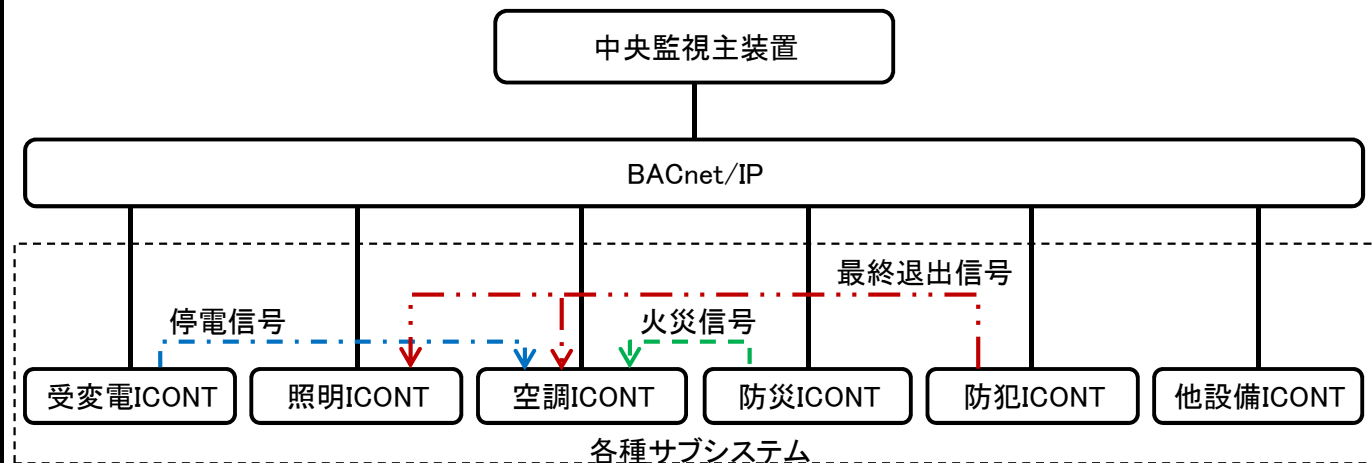 中央監視主装置
BACnet/IP
最終退出信号
停電信号
火災信号
受変電ICONT
照明ICONT
空調ICONT
防災ICONT
防犯ICONT
他設備ICONT
各種サブシステム